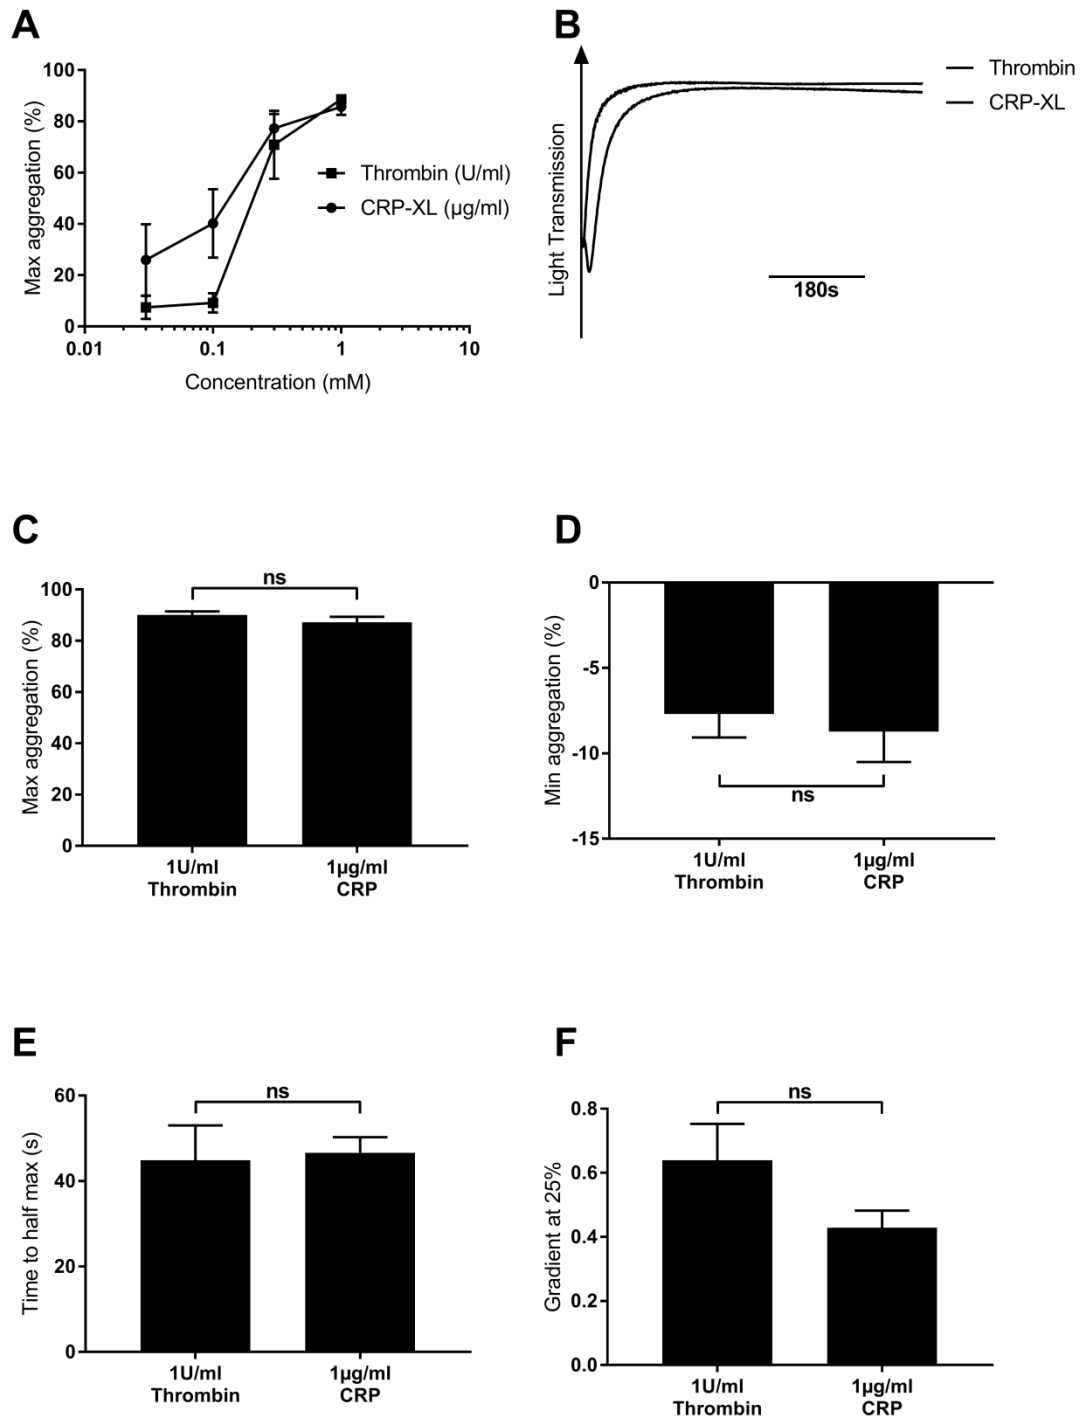 A
100
80
60
40
20
0
Max aggregation (%)
0.01
0.1
1
10
Concentration (mM)
Thrombin (U/ml)
CRP-XL (µg/ml)
B
Light Transmission
Thrombin
CRP-XL
180s
C
ns
100
80
60
40
20
0
Max aggregation (%)
1U/ml
Thrombin
1µg/ml
CRP
D
0
-5
-10
-15
Min aggregation (%)
ns
1U/ml
Thrombin
1µg/ml
CRP
E
ns
60
40
20
0
Time to half max (s)
1U/ml
Thrombin
1µg/ml
CRP
F
ns
0.8
0.6
0.4
0.2
0.0
Gradient at 25%
1U/ml
Thrombin
1µg/ml
CRP